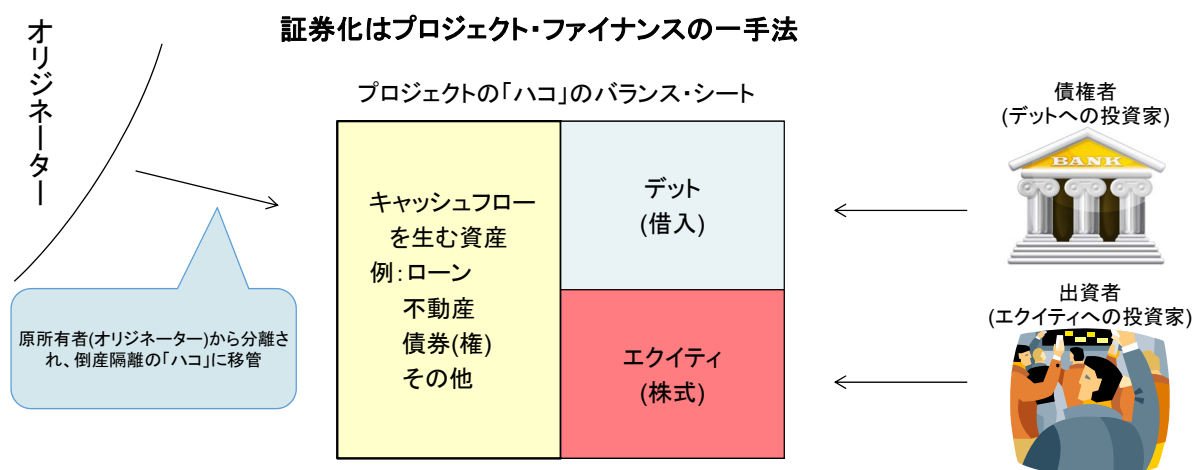 証券化はプロジェクト・ファイナンスの一手法
オリジネーター
プロジェクトの「ハコ」のバランス・シート
キャッシュフロー
を生む資産
例：ローン
不動産
債券(権)
その他
デット
(借入)
エクイティ
(株式)
債権者
(デットへの投資家)
BANK
出資者
(エクイティへの投資家)
原所有者(オリジネーター)から分離さ
れ、倒産隔離の「ハコ」に移管